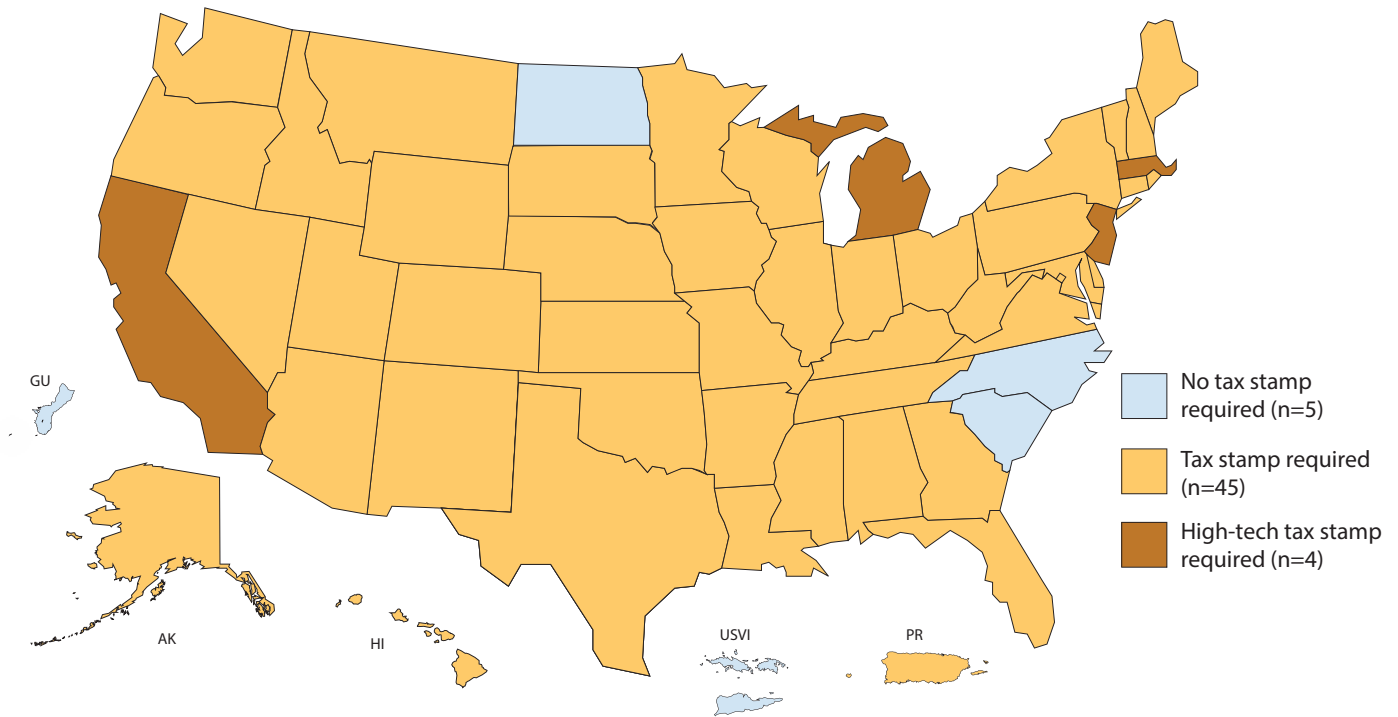 GU
No tax stamp
required (n=5)
Tax stamp required
(n=45)
High-tech tax stamp
required (n=4)
AK
HI
USVI
PR